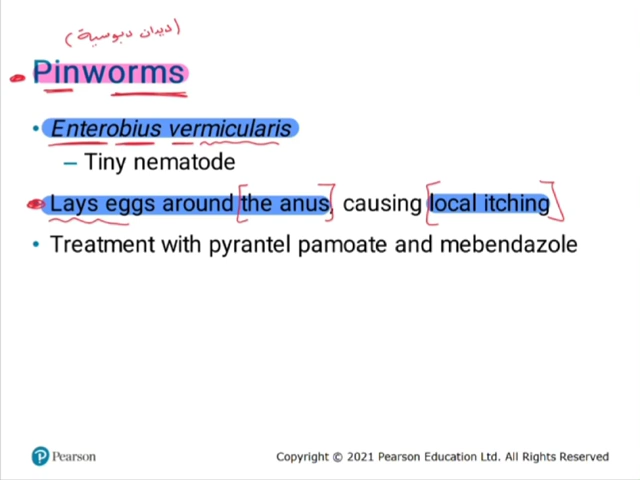 (ديدان دبوسية)
Pinworms
• Enterobius vermicularis
– Tiny nematode
• Lays eggs around the anus, causing local itching
• Treatment with pyrantel pamoate and mebendazole
Pearson
Copyright © 2021 Pearson Education Ltd. All Rights Reserved